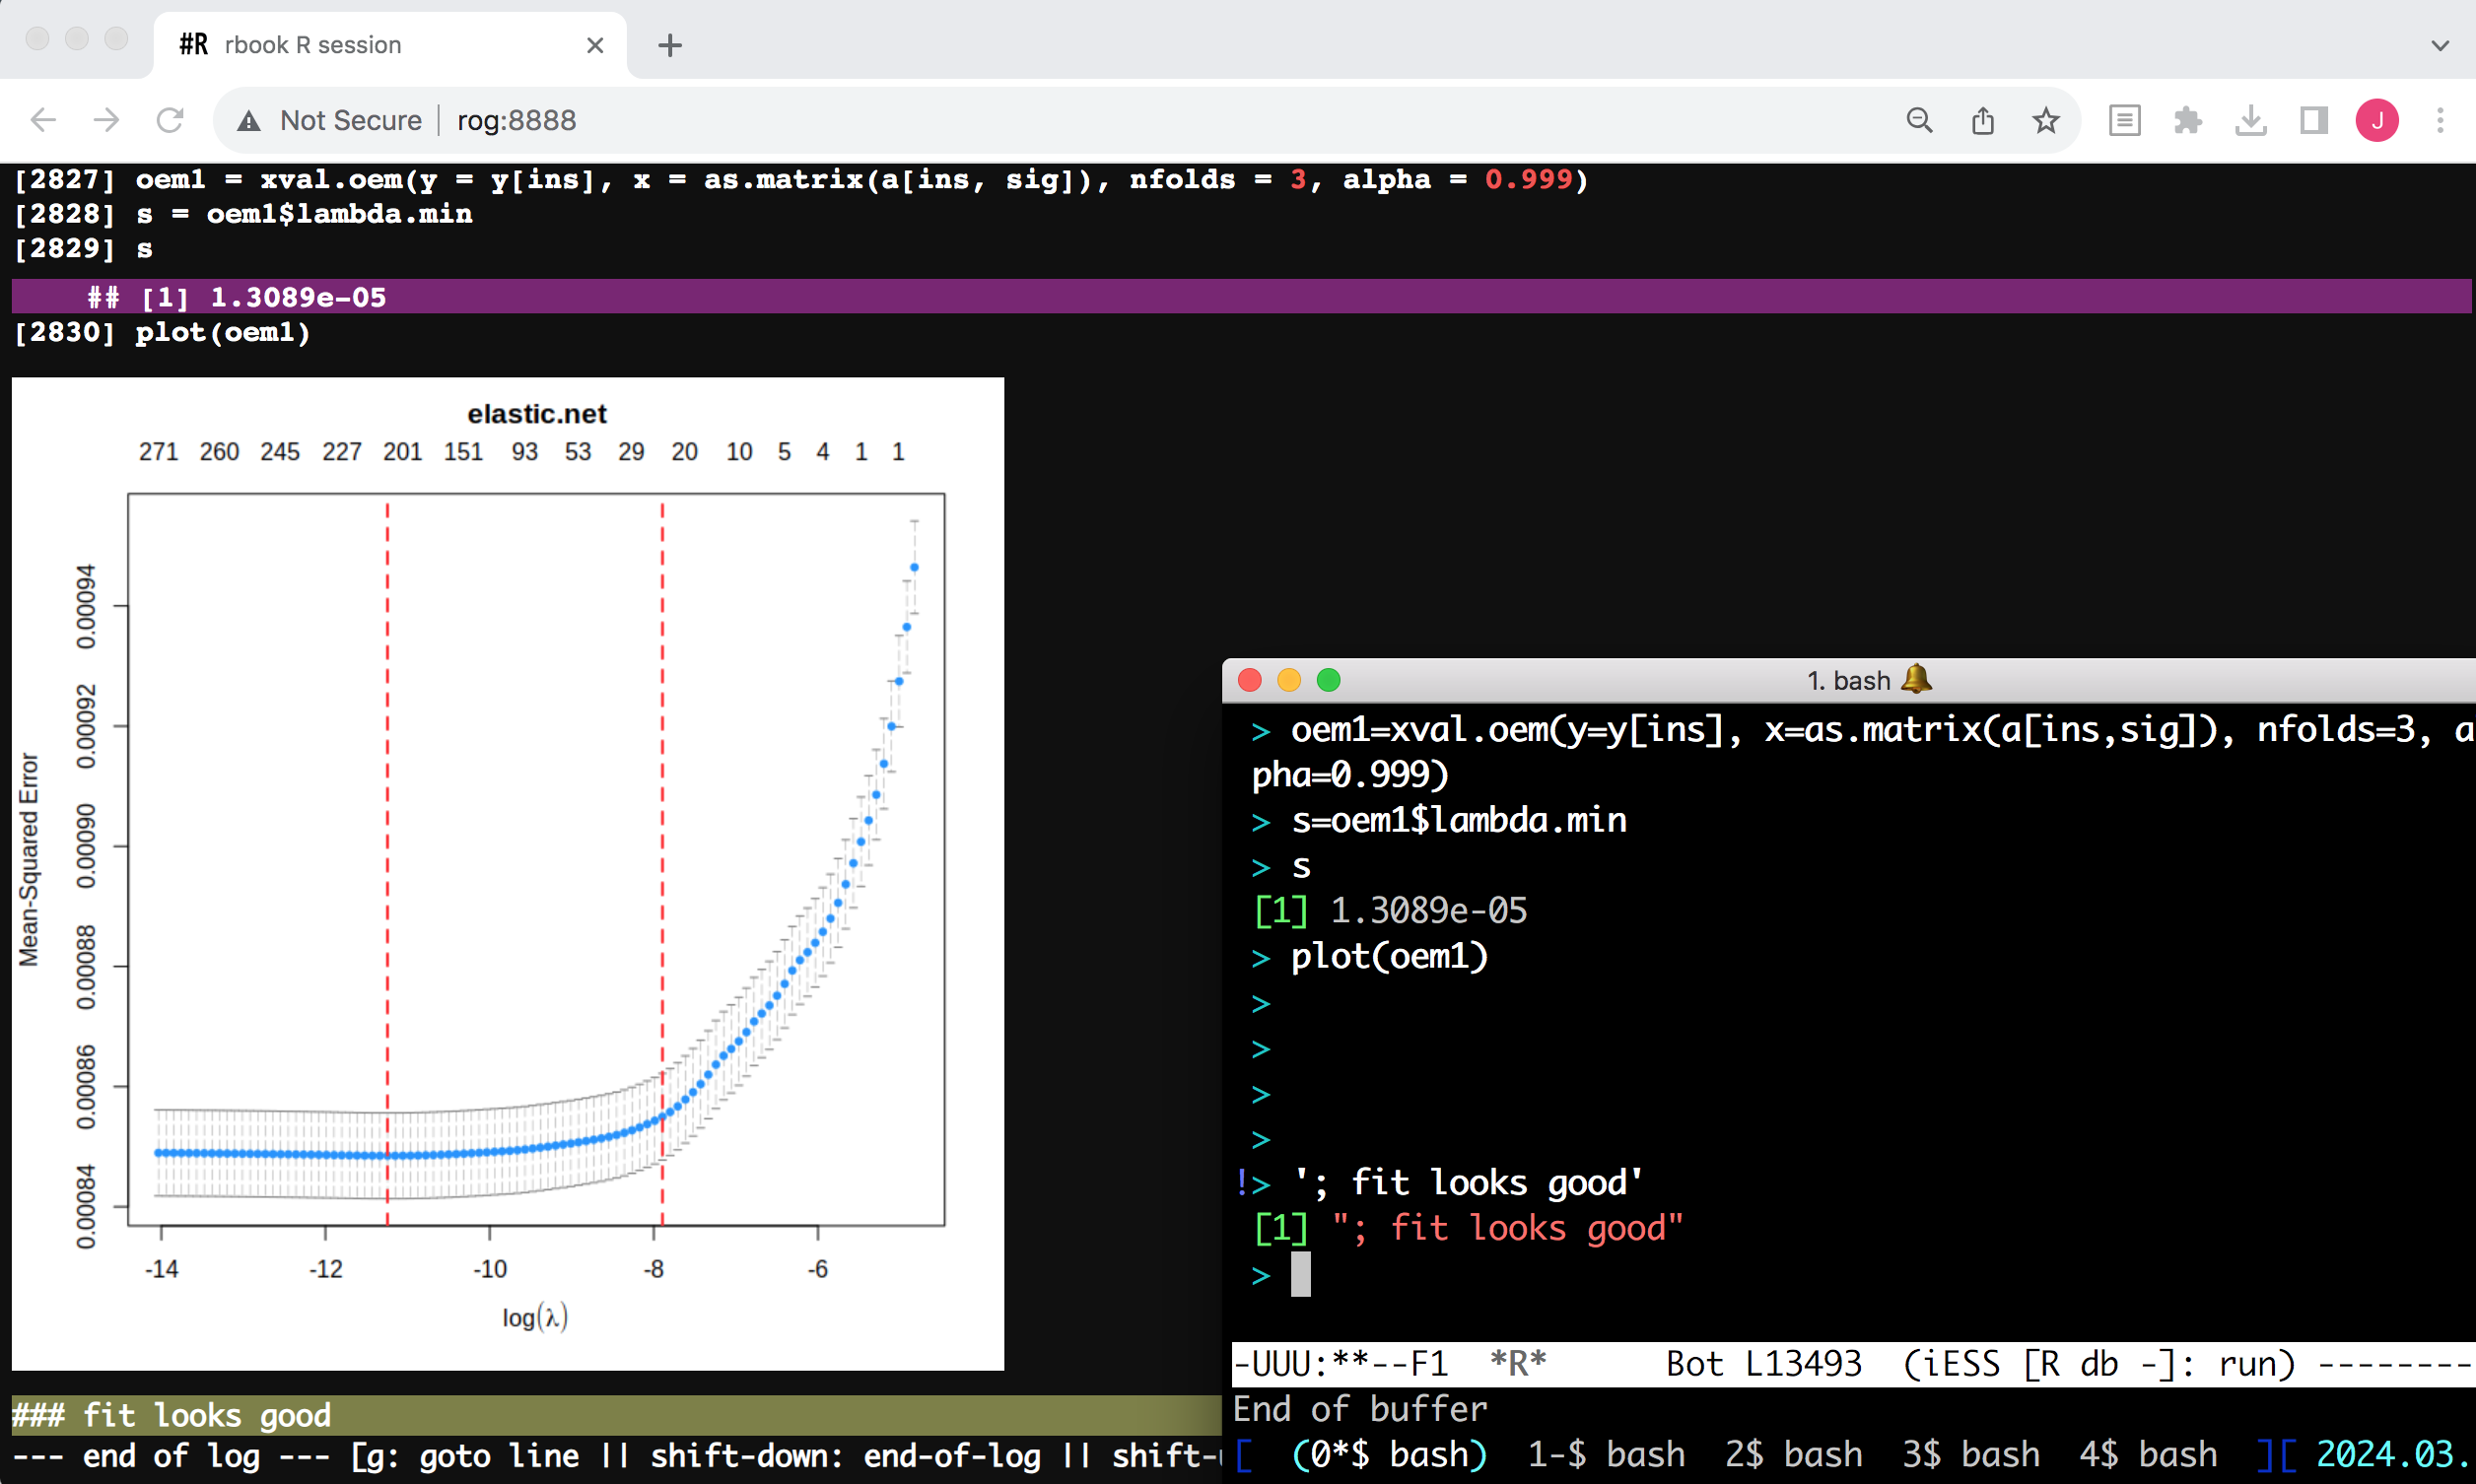 #R rbook R session
Not Secure rog:8888
J
[2827] oem1 = xval.oem(y = y[ins], x = as.matrix(a[ins, sig]), nfolds = 3, alpha = 0.999)
[2828] s = oem1$lambda.min
[2829] s
## [1] 1.3089e-05
[2830] plot(oem1)
elastic.net
271 260 245 227 201 151 93 53 29 20 10 5 4 1 1
Mean-Squared Error
0.00094
0.00092
0.00090
0.00088
0.00086
0.00084
-14 -12 -10 -8 -6
log(λ)
### fit looks good
--- end of log --- [g: goto line || shift-down: end-of-log || shift-u
1. bash
> oem1=xval.oem(y=y[ins], x=as.matrix(a[ins,sig]), nfolds=3, a
pha=0.999)
> s=oem1$lambda.min
> s
[1] 1.3089e-05
> plot(oem1)
>
>
>
>
!> '; fit looks good'
[1] "; fit looks good"
>
-UUU:**--F1 *R* Bot L13493 (iESS [R db -]: run) --------
End of buffer
[ (0*$ bash) 1-$ bash 2$ bash 3$ bash 4$ bash ][ 2024.03.